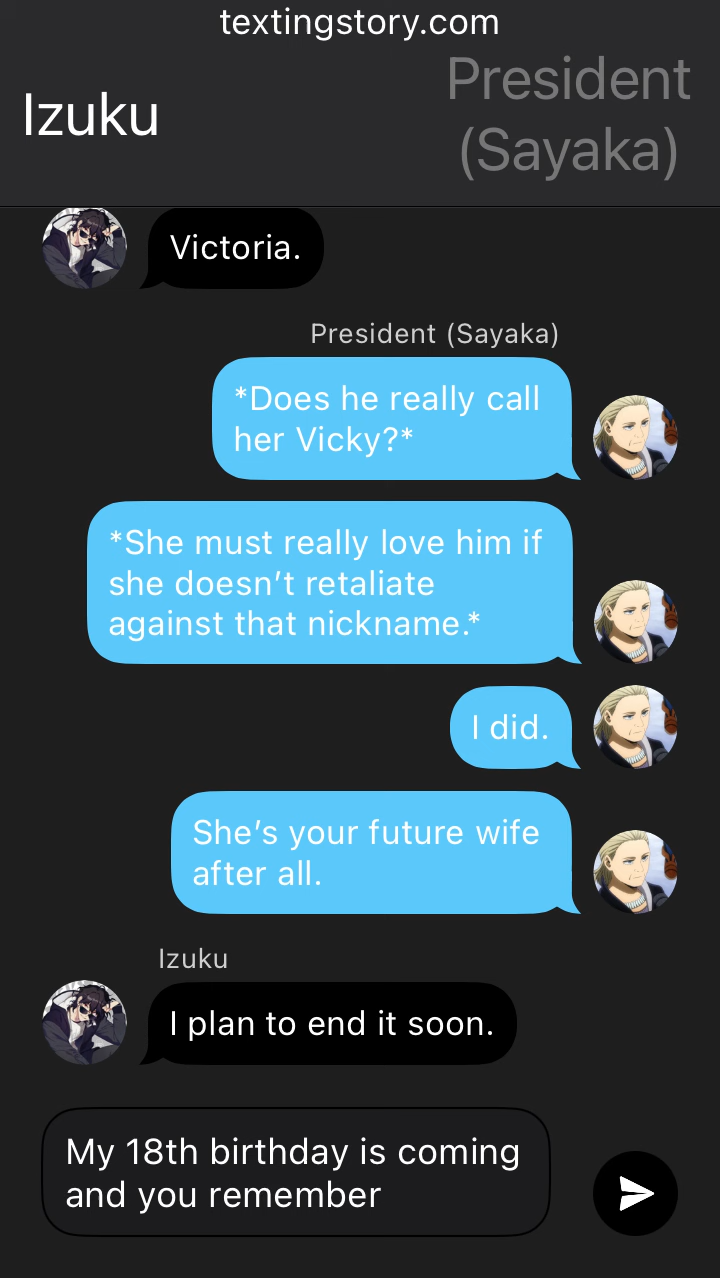 textingstory.com
Izuku
President
(Sayaka)
Victoria.
President (Sayaka)
*Does he really call
her Vicky?*
*She must really love him if
she doesn’t retaliate
against that nickname.*
I did.
She’s your future wife
after all.
Izuku
I plan to end it soon.
My 18th birthday is coming
and you remember